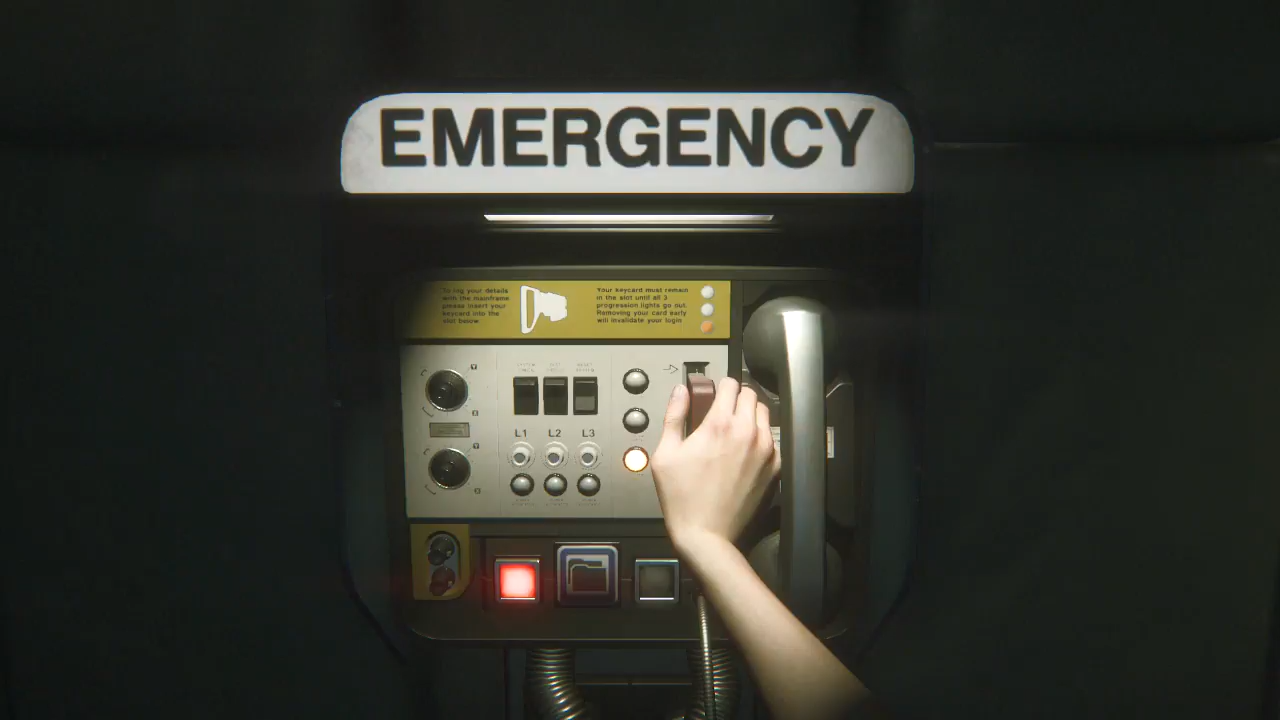 EMERGENCY
To log your details
with the mainframe
please insert your
keycard into the
slot below
Your keycard must remain
in the slot until all 3
progression lights go out.
Removing your card early
will invalidate your login
L1 L2 L3